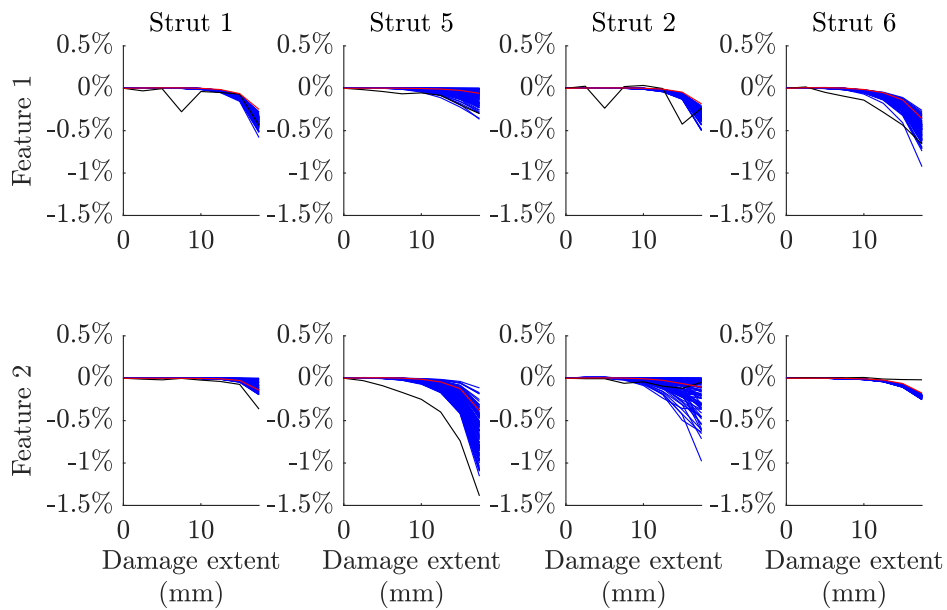 Strut 1 Strut 5 Strut 2 Strut 6
Feature 1
0.5% 0.5% 0.5% 0.5%
0% 0% 0% 0%
-0.5% -0.5% -0.5% -0.5%
-1% -1% -1% -1%
-1.5% -1.5% -1.5% -1.5%
0 10 0 10 0 10 0 10
Feature 2
0.5% 0.5% 0.5% 0.5%
0% 0% 0% 0%
-0.5% -0.5% -0.5% -0.5%
-1% -1% -1% -1%
-1.5% -1.5% -1.5% -1.5%
0 10 0 10 0 10 0 10
Damage extent Damage extent Damage extent Damage extent
(mm) (mm) (mm) (mm)